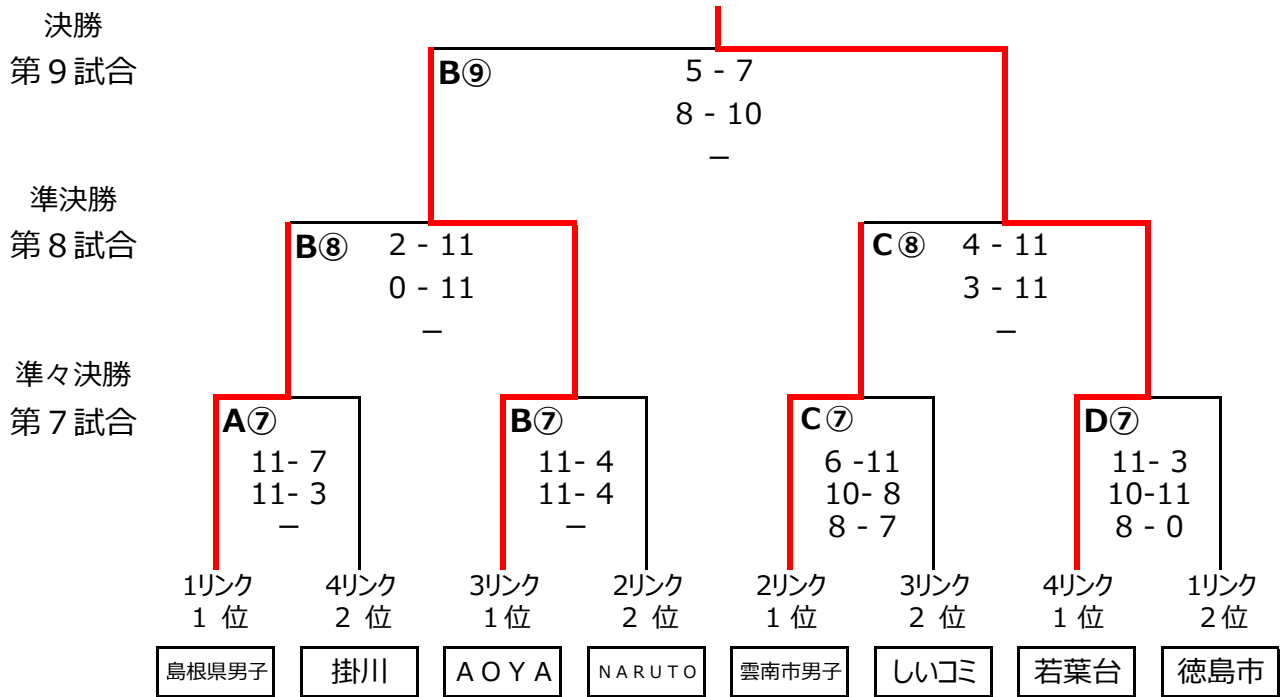 決勝
第９試合
B⑨
5 - 7
8 - 10
–
準決勝
第８試合
B⑧ 2 - 11
0 - 11
–
C⑧ 4 - 11
3 - 11
–
準々決勝
第７試合
A⑦
11- 7
11- 3
–
B⑦
11- 4
11- 4
–
C⑦
6 -11
10- 8
8 - 7
D⑦
11- 3
10-11
8 - 0
1リンク 4リンク 3リンク 2リンク 2リンク 3リンク 4リンク 1リンク
1 位 2 位 1 位 2 位 1 位 2 位 1 位 2位
島根県男子 掛川 ＡＯＹＡ ＮＡＲＵＴＯ 雲南市男子 しいコミ 若葉台 徳島市